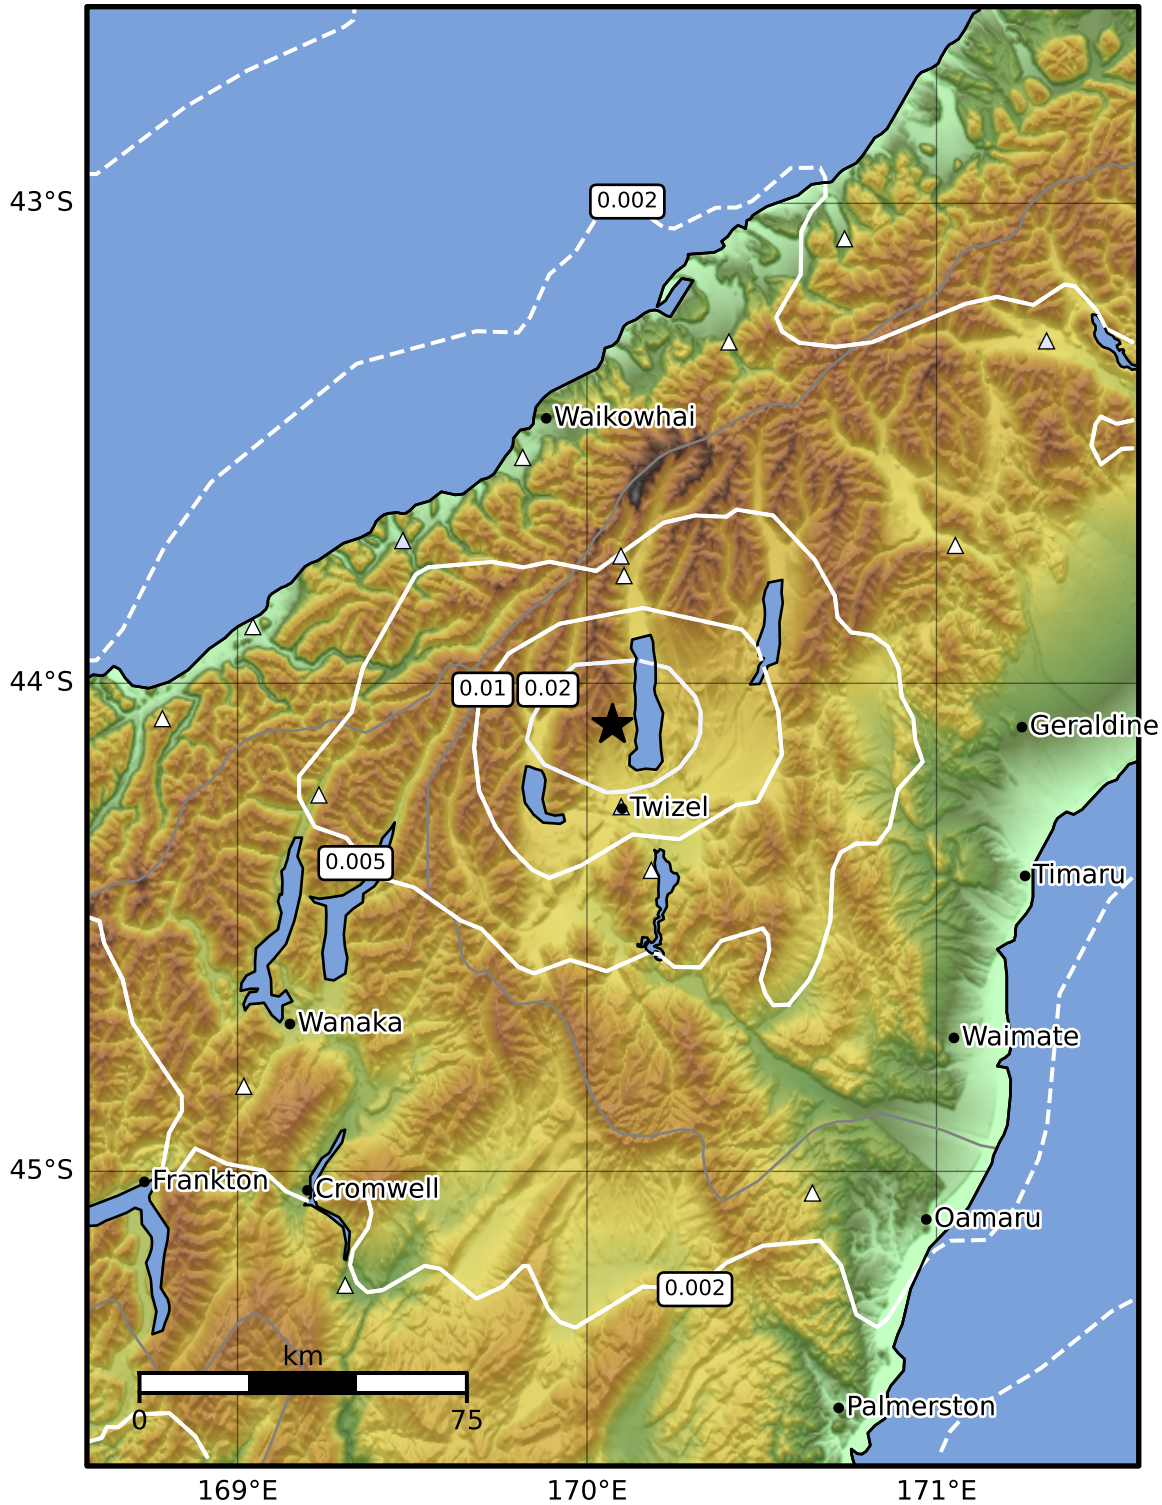 43°S
0.002
Waikowhai
44°S
0.01
0.02
Geraldine
Twizel
0.005
Timaru
Wanaka
Waimate
45°S
Frankton
Cromwell
Oamaru
0.002
km
0
75
Palmerston
169°E
170°E
171°E